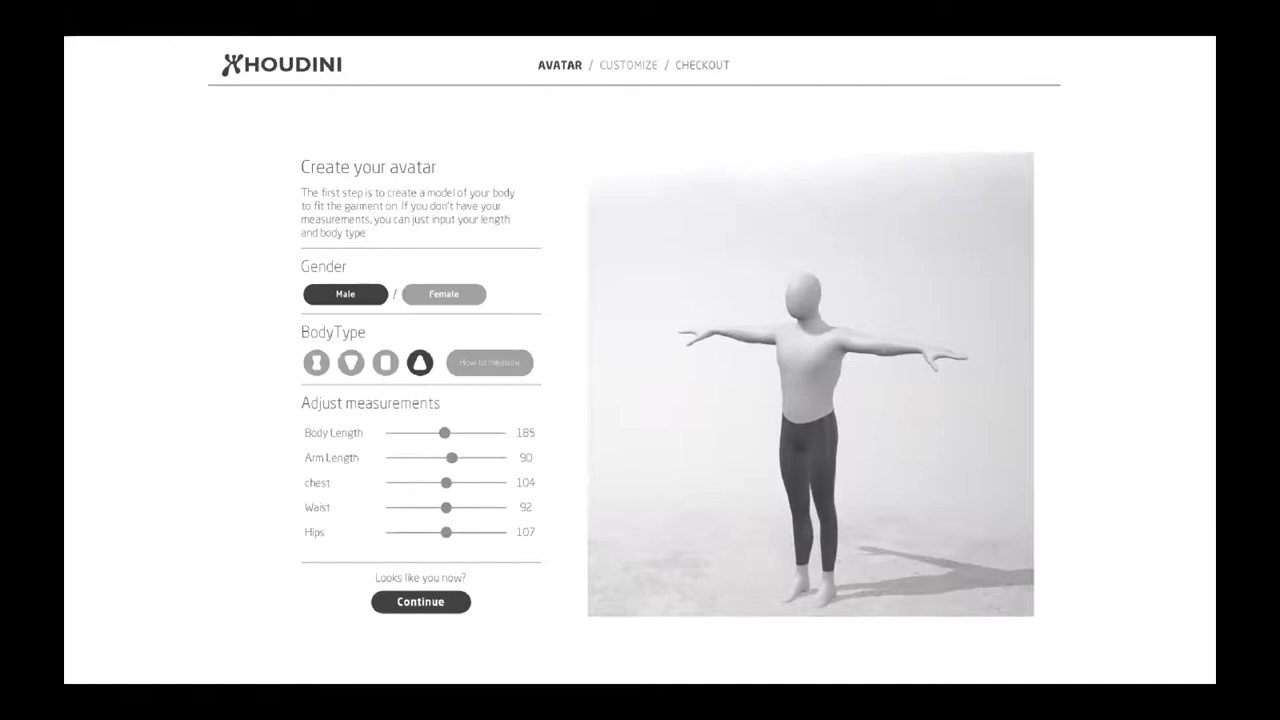 HOUDINI
AVATAR / CUSTOMIZE / CHECKOUT
Create your avatar
The first step is to create a model of your body
to fit the garment on. If you don't have your
measurements, you can just input your length
and body type.
Gender
Male / Female
BodyType
How to measure
Adjust measurements
Body Length 185
Arm Length 90
chest 104
Waist 92
Hips 107
Looks like you now?
Continue